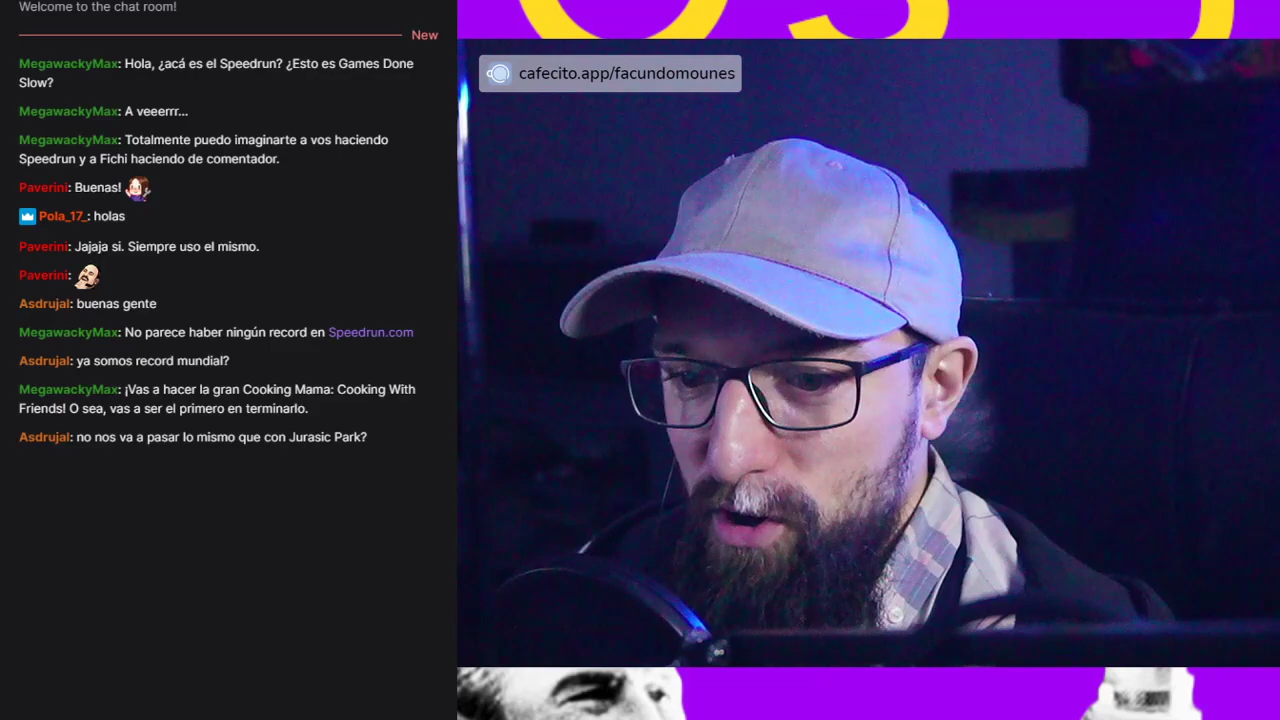 Welcome to the chat room!
New
MegawackyMax: Hola, ¿acá es el Speedrun? ¿Esto es Games Done
Slow?
MegawackyMax: A veeerrr...
MegawackyMax: Totalmente puedo imaginarte a vos haciendo
Speedrun y a Fichi haciendo de comentador.
Paverini: Buenas!
Pola_17_: holas
Paverini: Jajaja si. Siempre uso el mismo.
Paverini:
Asdrujal: buenas gente
MegawackyMax: No parece haber ningún record en Speedrun.com
Asdrujal: ya somos record mundial?
MegawackyMax: ¡Vas a hacer la gran Cooking Mama: Cooking With
Friends! O sea, vas a ser el primero en terminarlo.
Asdrujal: no nos va a pasar lo mismo que con Jurasic Park?
cafecito.app/facundomounes